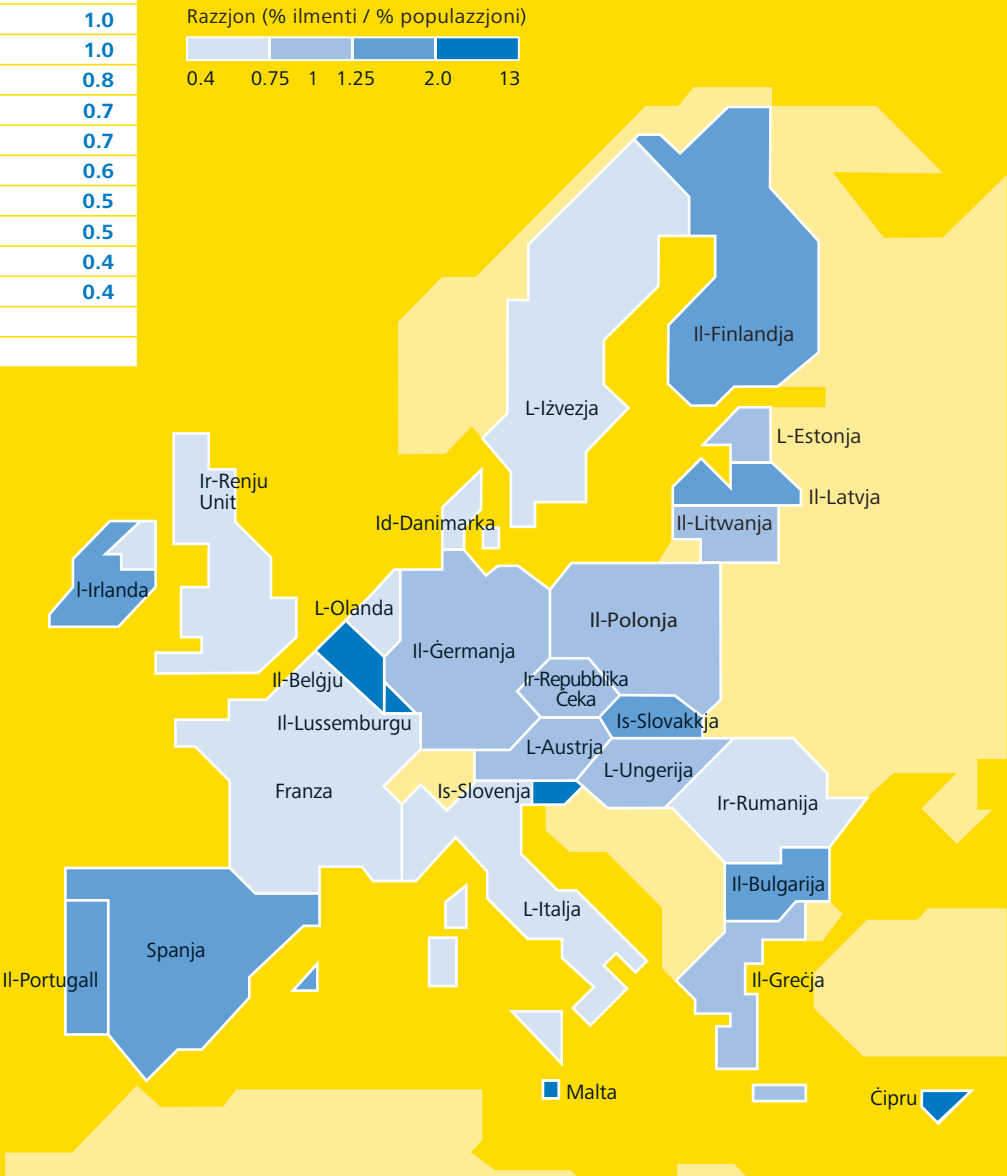 1.0
1.0
0.8
0.7
0.7
0.6
0.5
0.5
0.4
0.4
Razzjon (% ilmenti / % populazzjoni)
0.4 0.75 1 1.25 2.0 13
Il-Finlandja
L-Iżvezja
L-Estonja
Ir-Renju
Unit
Il-Latvja
Id-Danimarka
Il-Litwanja
l-Irlanda
L-Olanda
Il-Polonja
Il-Ġermanja
Il-Belġju
Ir-Repubblika
Ċeka
Il-Lussemburgu
Is-Slovakkja
L-Austrja
L-Ungerija
Franza
Is-Slovenja
Ir-Rumanija
Il-Bulgarija
L-Italja
Spanja
Il-Portugall
Il-Greċja
Malta
Ċipru